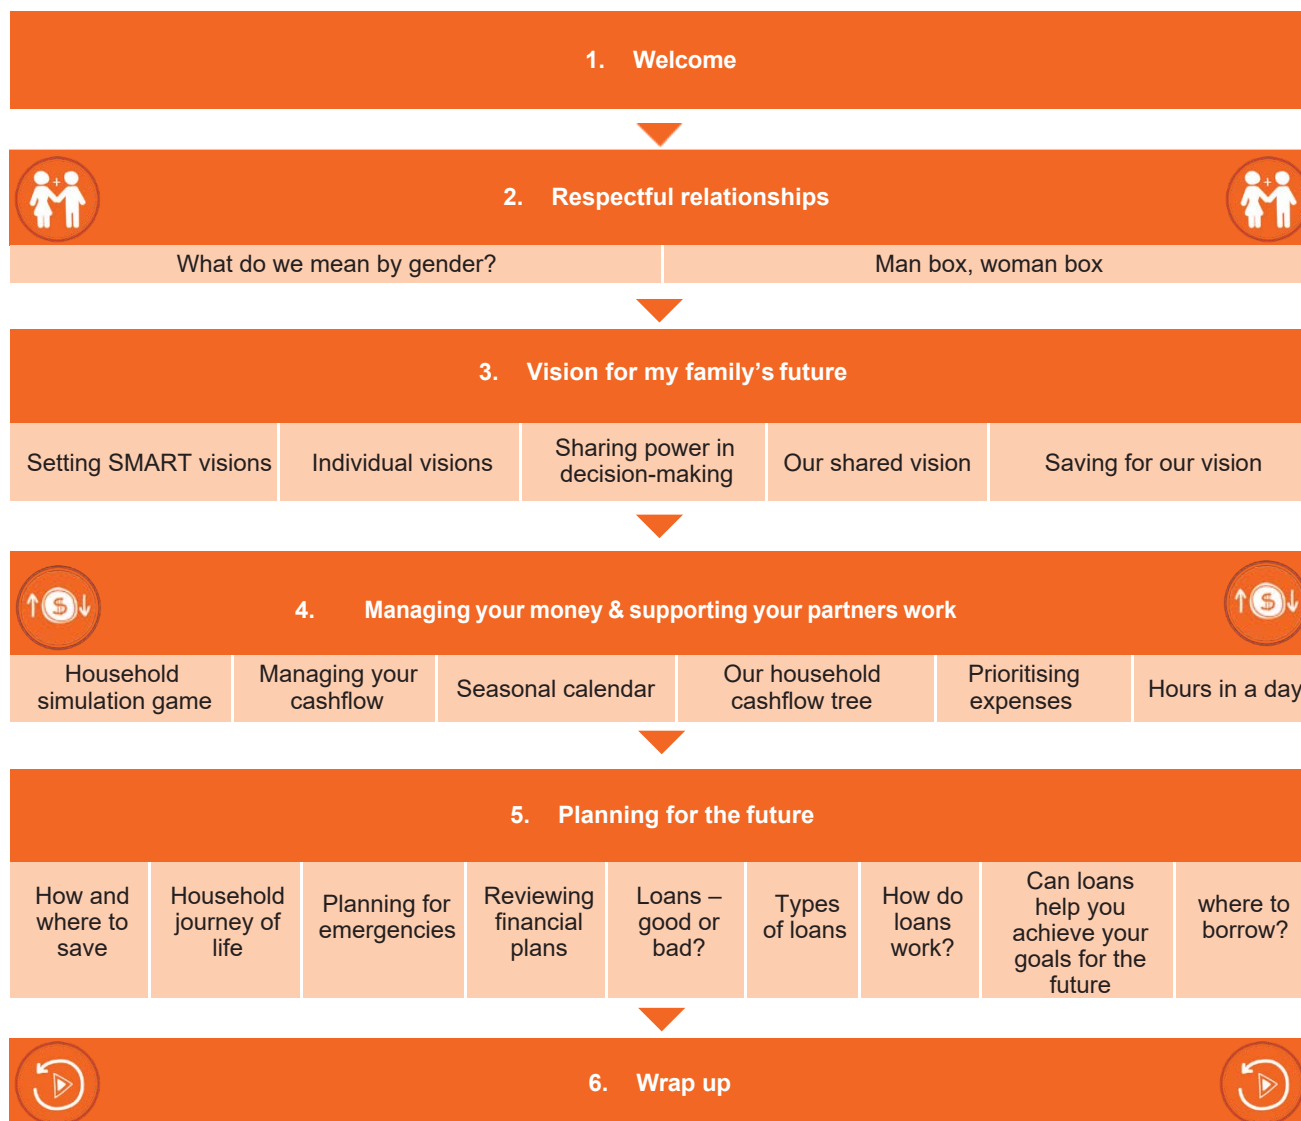 1. Welcome
2. Respectful relationships
What do we mean by gender?
Man box, woman box
3. Vision for my family's future
Setting SMART visions
Individual visions
Sharing power in
decision-making
Our shared vision
Saving for our vision
4. Managing your money & supporting your partners work
Household
simulation game
Managing your
cashflow
Seasonal calendar
Our household
cashflow tree
Prioritising
expenses
Hours in a day
5. Planning for the future
How and
where to
save
Household
journey of
life
Planning for
emergencies
Reviewing
financial
plans
Loans –
good or
bad?
Types
of loans
How do
loans
work?
Can loans
help you
achieve your
goals for the
future
where to
borrow?
6. Wrap up